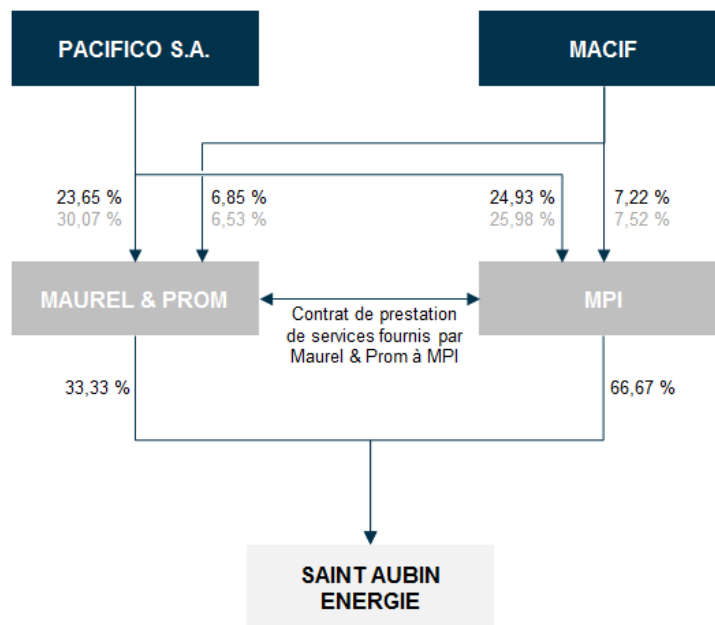 PACIFICO S.A.
MACIF
23,65 %
30,07 %
6,85 %
6,53 %
24,93 %
25,98 %
7,22 %
7,52 %
MAUREL & PROM
MPI
Contrat de prestation
de services fournis par
Maurel & Prom à MPI
33,33 %
66,67 %
SAINT AUBIN
ENERGIE